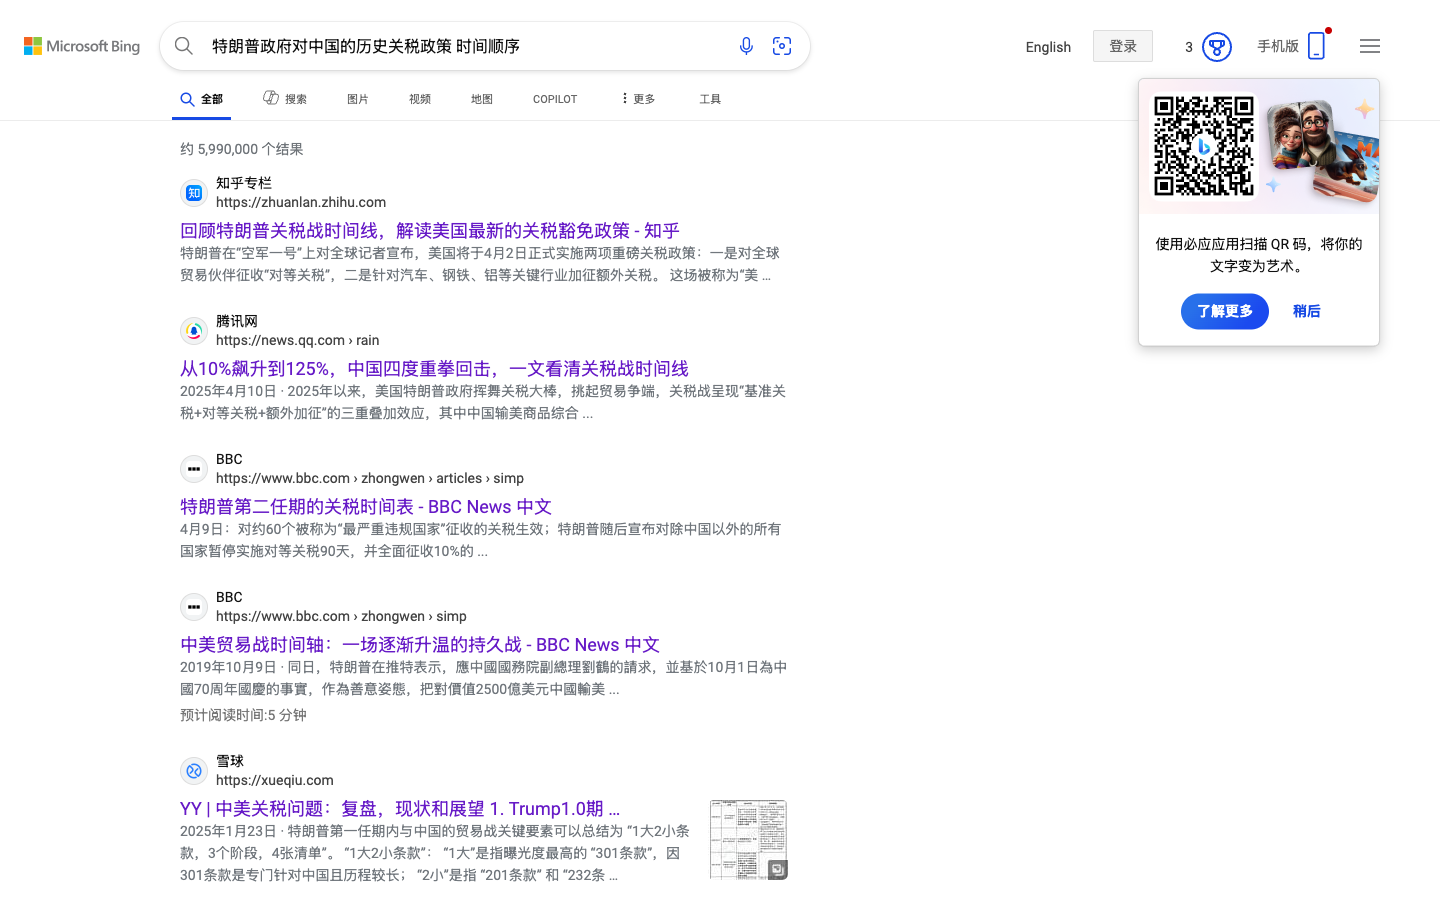 Microsoft Bing
特朗普政府对中国的历史关税政策 时间顺序
English
登录
3
手机版
全部
搜索
图片
视频
地图
COPILOT
更多
工具
约 5,990,000 个结果
知乎专栏
https://zhuanlan.zhihu.com
回顾特朗普关税战时间线，解读美国最新的关税豁免政策 - 知乎
特朗普在“空军一号”上对全球记者宣布，美国将于4月2日正式实施两项重磅关税政策：一是对全球
贸易伙伴征收“对等关税”，二是针对汽车、钢铁、铝等关键行业加征额外关税。 这场被称为“美 ...
腾讯网
https://news.qq.com › rain
从10%飙升到125%，中国四度重拳回击，一文看清关税战时间线
2025年4月10日 · 2025年以来，美国特朗普政府挥舞关税大棒，挑起贸易争端，关税战呈现“基准关
税+对等关税+额外加征”的三重叠加效应，其中中国输美商品综合 ...
BBC
https://www.bbc.com › zhongwen › articles › simp
特朗普第二任期的关税时间表 - BBC News 中文
4月9日：对约60个被称为“最严重违规国家”征收的关税生效；特朗普随后宣布对除中国以外的所有
国家暂停实施对等关税90天，并全面征收10%的 ...
BBC
https://www.bbc.com › zhongwen › simp
中美贸易战时间轴：一场逐渐升温的持久战 - BBC News 中文
2019年10月9日 · 同日，特朗普在推特表示，應中國國務院副總理劉鶴的請求，並基於10月1日為中
國70周年國慶的事實，作為善意姿態，把對價值2500億美元中國輸美 ...
预计阅读时间:5 分钟
雪球
https://xueqiu.com
YY | 中美关税问题：复盘，现状和展望 1. Trump1.0期 ...
2025年1月23日 · 特朗普第一任期内与中国的贸易战关键要素可以总结为 “1大2小条
款，3个阶段，4张清单”。 “1大2小条款”： “1大”是指曝光度最高的 “301条款”，因
301条款是专门针对中国且历程较长； “2小”是指 “201条款” 和 “232条 ...
使用必应应用扫描 QR 码，将你的
文字变为艺术。
了解更多
稍后